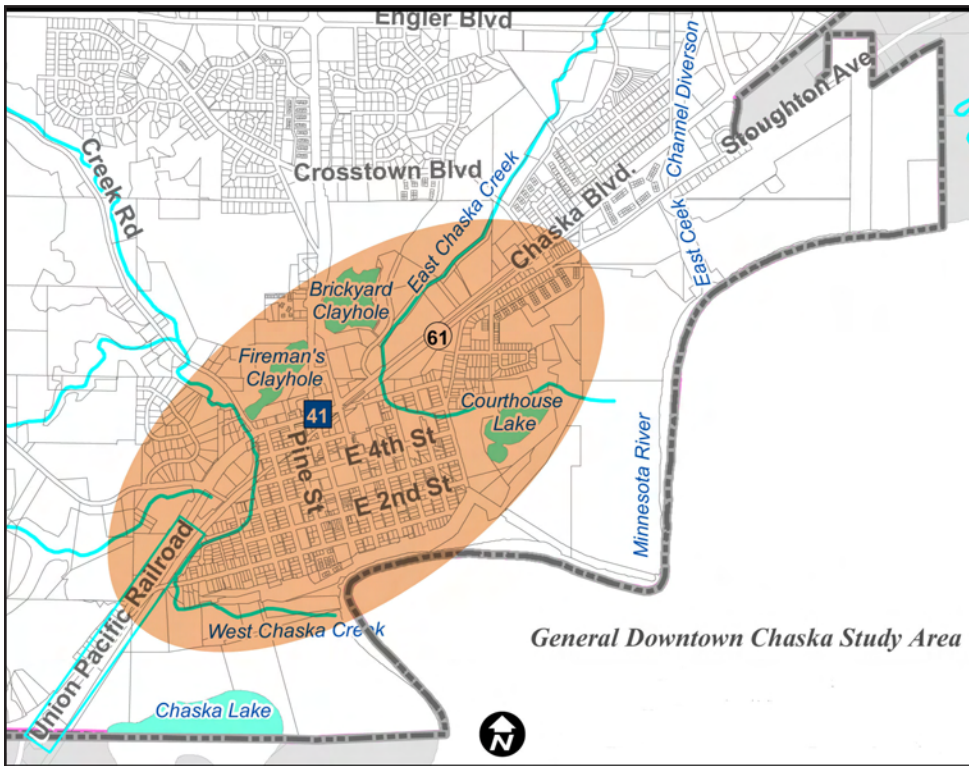 Engler Blvd
East Ceek Channel Diverson
Stoughton Ave
Creek Rd
Crosstown Blvd
East Chaska Creek
Chaska Blvd.
Brickyard
Clayhole
61
Fireman's
Clayhole
41
Courthouse
Lake
Pine St
E 4th St
E 2nd St
Minnesota River
Union Pacific Railroad
West Chaska Creek
General Downtown Chaska Study Area
Chaska Lake
N